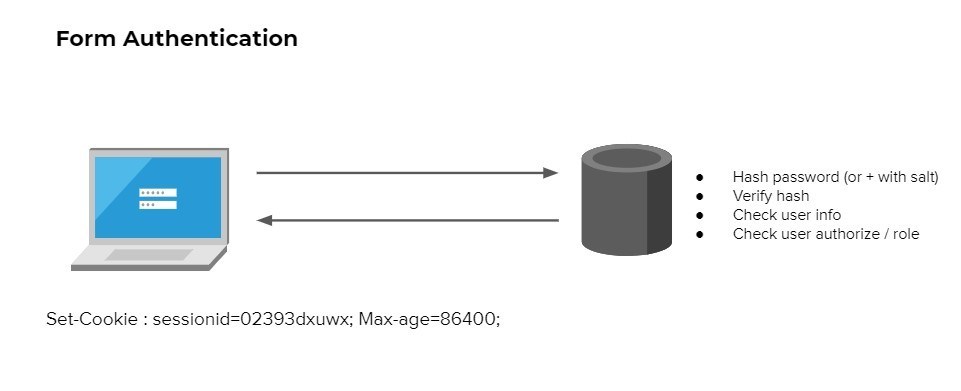 Form Authentication
● Hash password (or + with salt)
● Verify hash
● Check user info
● Check user authorize / role
Set-Cookie : sessionid=02393dxuwx; Max-age=86400;